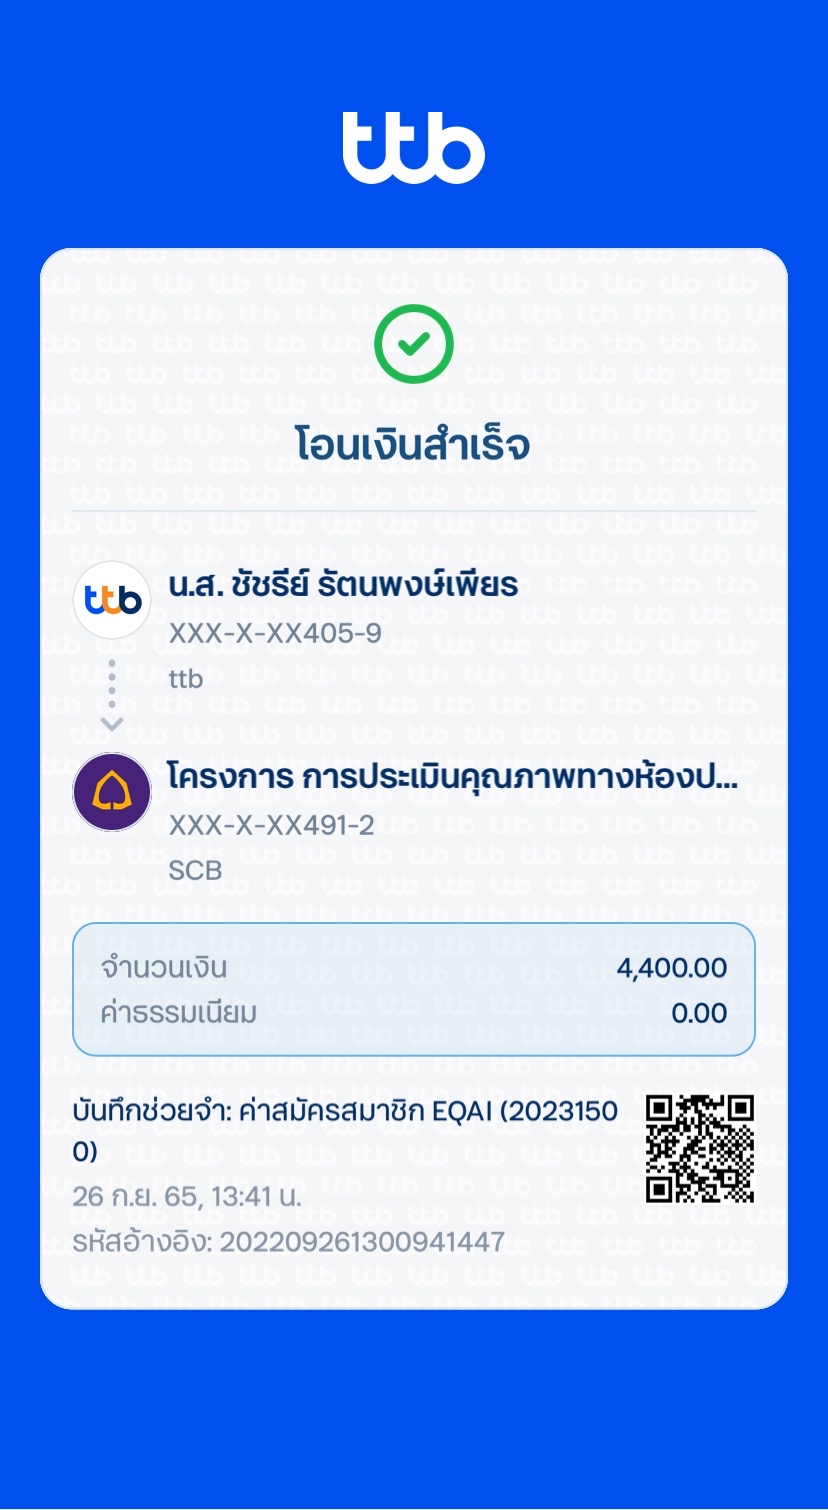 ttb
โอนเงินสำเร็จ
ttb
น.ส. ชัชรีย์ รัตนพงษ์เพียร
XXX-X-XX405-9
ttb
โครงการ การประเมินคุณภาพทางห้องป...
XXX-X-XX491-2
SCB
จำนวนเงิน 4,400.00
ค่าธรรมเนียม 0.00
บันทึกช่วยจำ: ค่าสมัครสมาชิก EQAI (2023150
0)
26 ก.ย. 65, 13:41 น.
รหัสอ้างอิง: 202209261300941447